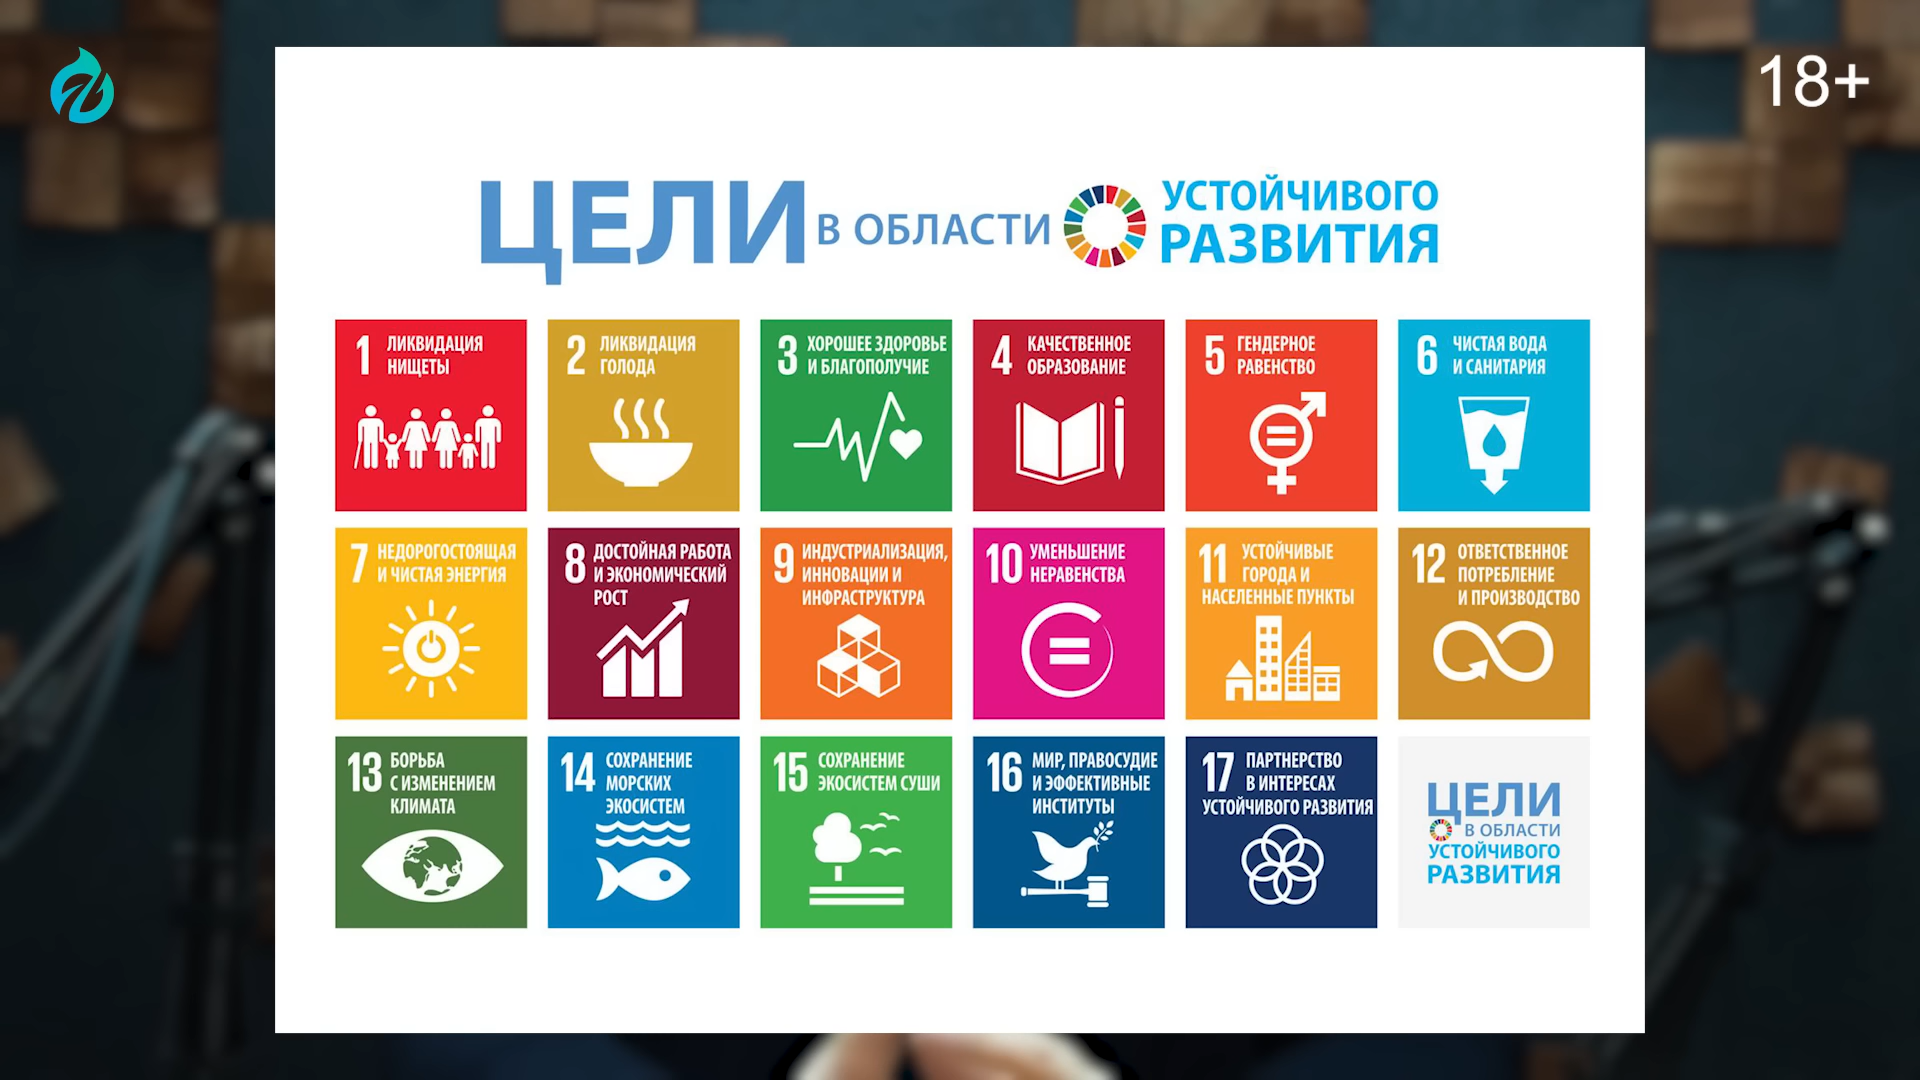 18+
ЦЕЛИ В ОБЛАСТИ УСТОЙЧИВОГО
РАЗВИТИЯ
1 ЛИКВИДАЦИЯ
НИЩЕТЫ
2 ЛИКВИДАЦИЯ
ГОЛОДА
3 ХОРОШЕЕ ЗДОРОВЬЕ
И БЛАГОПОЛУЧИЕ
4 КАЧЕСТВЕННОЕ
ОБРАЗОВАНИЕ
5 ГЕНДЕРНОЕ
РАВЕНСТВО
6 ЧИСТАЯ ВОДА
И САНИТАРИЯ
7 НЕДОРОГОСТОЯЩАЯ
И ЧИСТАЯ ЭНЕРГИЯ
8 ДОСТОЙНАЯ РАБОТА
И ЭКОНОМИЧЕСКИЙ
РОСТ
9 ИНДУСТРИАЛИЗАЦИЯ,
ИННОВАЦИИ И
ИНФРАСТРУКТУРА
10 УМЕНЬШЕНИЕ
НЕРАВЕНСТВА
11 УСТОЙЧИВЫЕ
ГОРОДА И
НАСЕЛЕННЫЕ ПУНКТЫ
12 ОТВЕТСТВЕННОЕ
ПОТРЕБЛЕНИЕ
И ПРОИЗВОДСТВО
13 БОРЬБА
С ИЗМЕНЕНИЕМ
КЛИМАТА
14 СОХРАНЕНИЕ
МОРСКИХ
ЭКОСИСТЕМ
15 СОХРАНЕНИЕ
ЭКОСИСТЕМ СУШИ
16 МИР, ПРАВОСУДИЕ
И ЭФФЕКТИВНЫЕ
ИНСТИТУТЫ
17 ПАРТНЕРСТВО
В ИНТЕРЕСАХ
УСТОЙЧИВОГО РАЗВИТИЯ
ЦЕЛИ
В ОБЛАСТИ
УСТОЙЧИВОГО
РАЗВИТИЯ